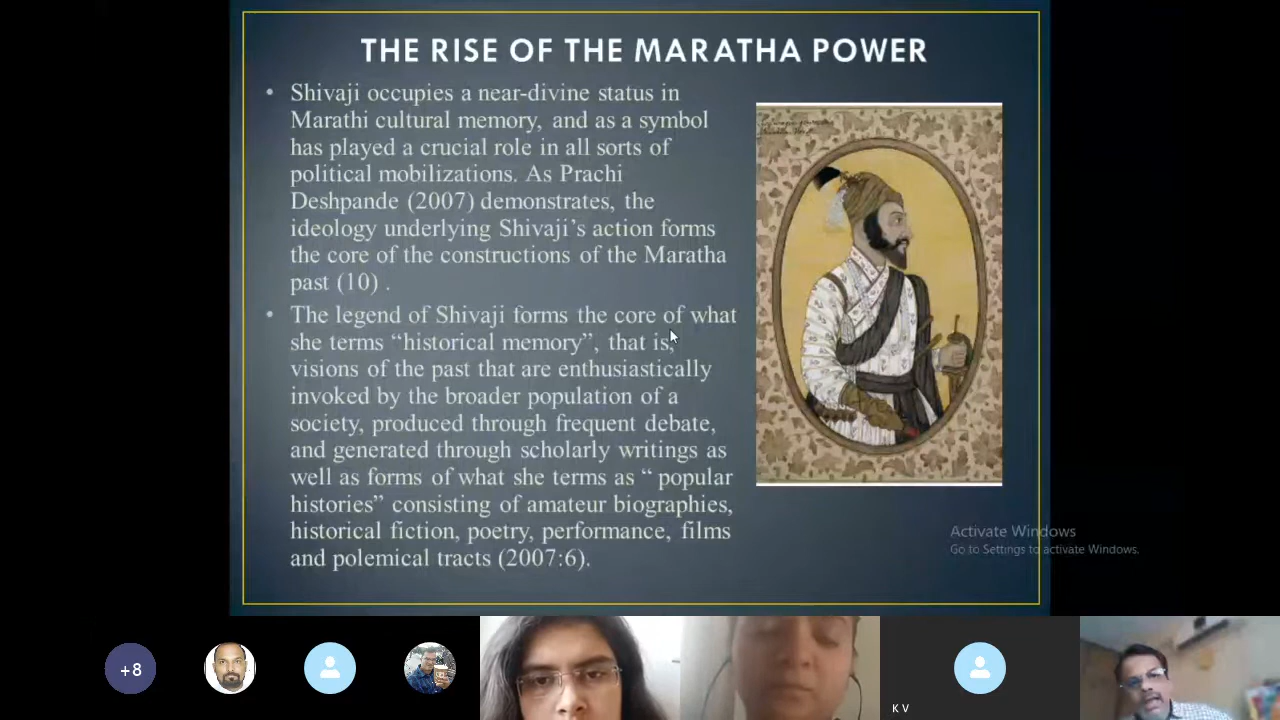 THE RISE OF THE MARATHA POWER
• Shivaji occupies a near-divine status in
Marathi cultural memory, and as a symbol
has played a crucial role in all sorts of
political mobilizations. As Prachi
Deshpande (2007) demonstrates, the
ideology underlying Shivaji’s action forms
the core of the constructions of the Maratha
past (10) .
• The legend of Shivaji forms the core of what
she terms “historical memory”, that is,
visions of the past that are enthusiastically
invoked by the broader population of a
society, produced through frequent debate,
and generated through scholarly writings as
well as forms of what she terms as “ popular
histories” consisting of amateur biographies,
historical fiction, poetry, performance, films
and polemical tracts (2007:6).
Activate Windows
Go to Settings to activate Windows.
+8
K V